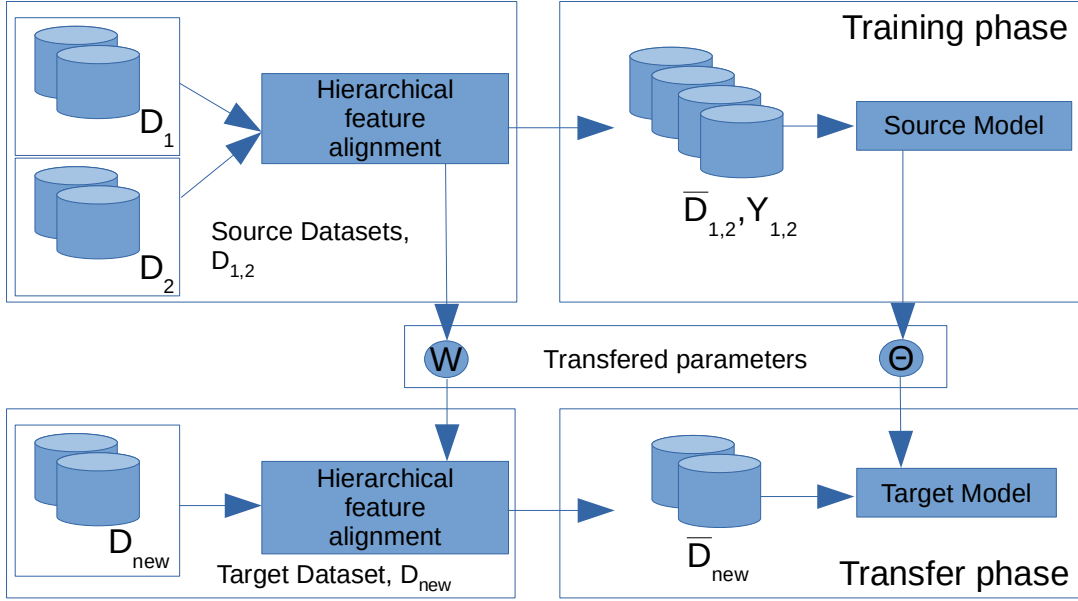 D1
D2
Hierarchical
feature
alignment
Source Datasets,
D1,2
Training phase
D̅1,2,Y1,2
Source Model
W
Transfered parameters
Θ
Dnew
Hierarchical
feature
alignment
Target Dataset, Dnew
D̅new
Target Model
Transfer phase